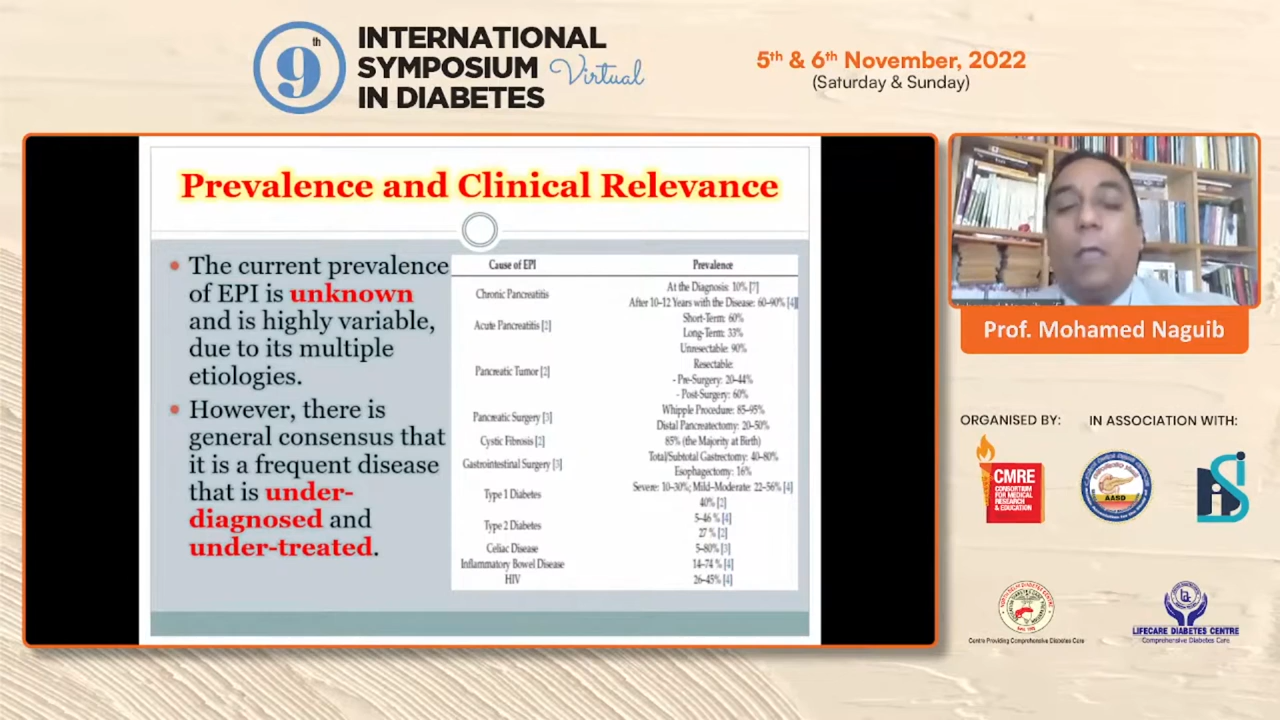 9th
INTERNATIONAL
SYMPOSIUM Virtual
IN DIABETES
5th & 6th November, 2022
(Saturday & Sunday)
Prevalence and Clinical Relevance
• The current prevalence
of EPI is unknown
and is highly variable,
due to its multiple
etiologies.
• However, there is
general consensus that
it is a frequent disease
that is under-
diagnosed and
under-treated.
Cause of EPI Prevalence
Chronic Pancreatitis
At the Diagnosis: 10% [7]
After 10-12 Years with the Disease: 60-90% [4]
Acute Pancreatitis [2]
Short-Term: 60%
Long-Term: 33%
Pancreatic Tumor [2]
Unresectable: 90%
Resectable:
- Pre-Surgery: 20-44%
- Post-Surgery: 60%
Pancreatic Surgery [3]
Whipple Procedure: 85-95%
Distal Pancreatectomy: 20-50%
Cystic Fibrosis [2] 85% (the Majority at Birth)
Gastrointestinal Surgery [3]
Total/Subtotal Gastrectomy: 40-80%
Esophagectomy: 16%
Type 1 Diabetes
Severe: 10-30%; Mild-Moderate: 22-56% [4]
40% [2]
Type 2 Diabetes
5-46 % [4]
27 % [2]
Celiac Disease 5-80% [3]
Inflammatory Bowel Disease 14-74 % [4]
HIV 26-45% [4]
Prof. Mohamed Naguib
ORGANISED BY:
IN ASSOCIATION WITH:
CMRE
CONSORTIUM
FOR MEDICAL
RESEARCH
& EDUCATION
AASD
Centre Providing Comprehensive Diabetes Care
LIFECARE DIABETES CENTRE
Comprehensive Diabetes Care